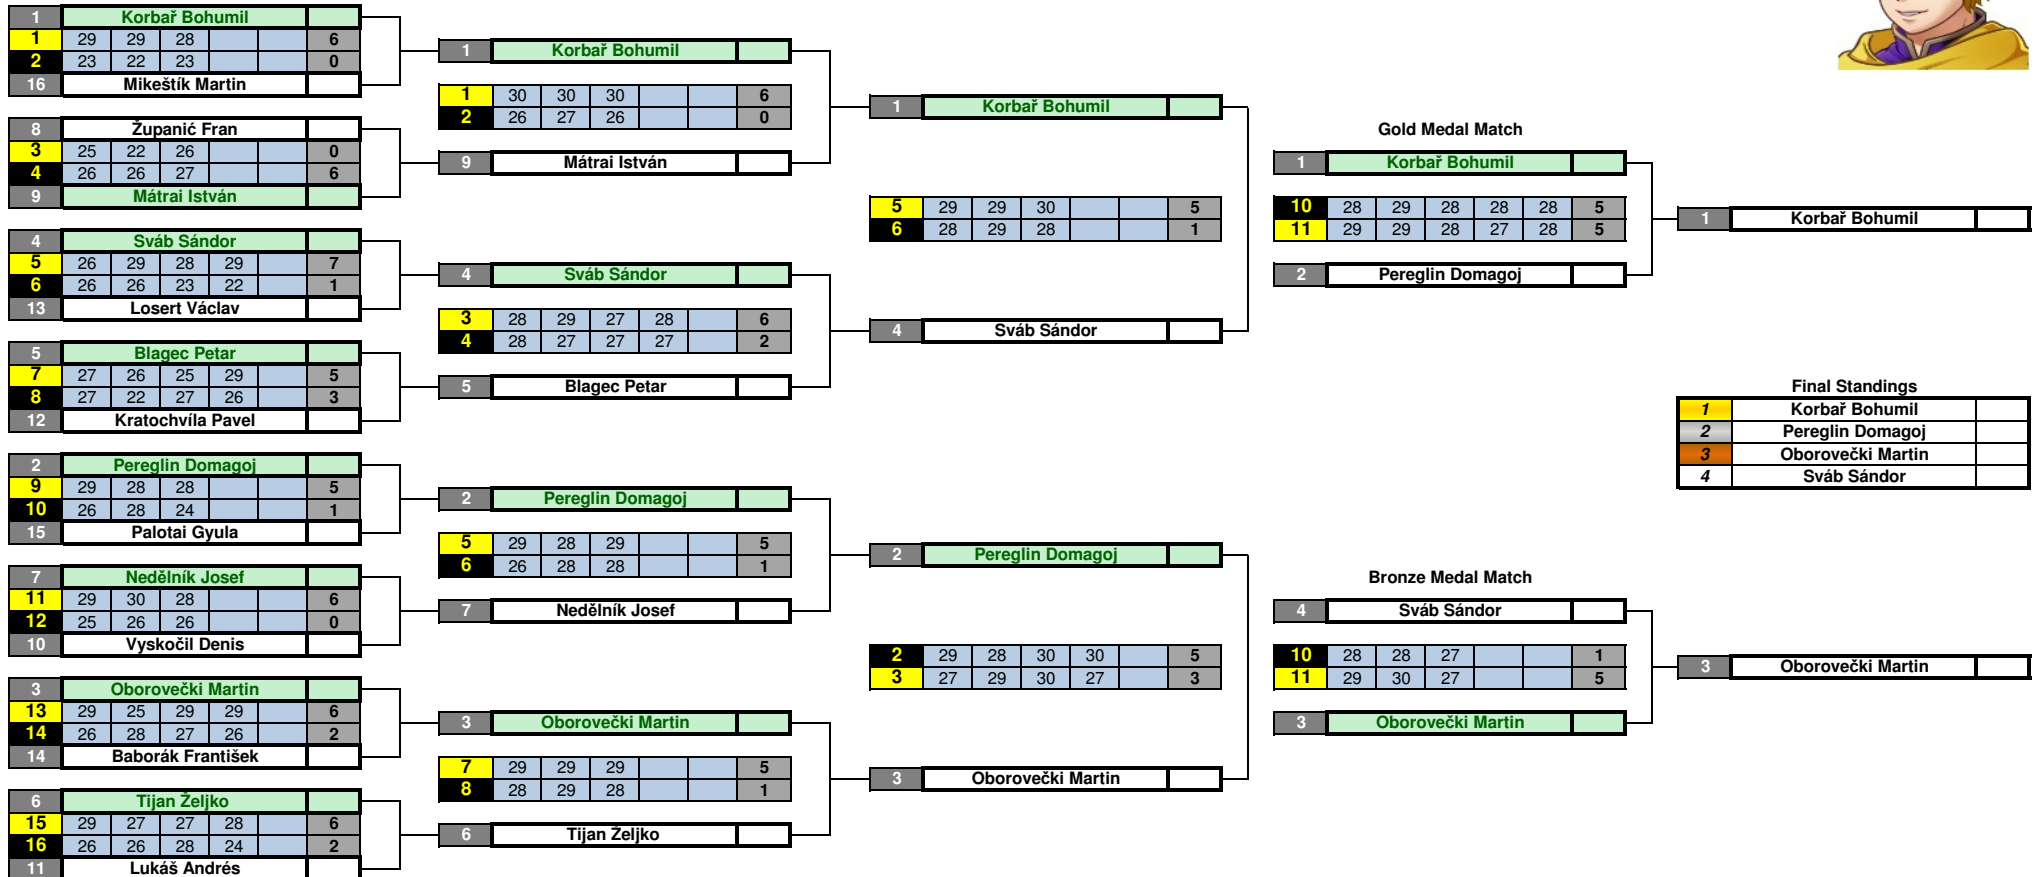 1 Korbař Bohumil
1 29 29 28 6
2 23 22 23 0
16 Mikeštík Martin
8 Županić Fran
3 25 22 26 0
4 26 26 27 6
9 Mátrai István
4 Sváb Sándor
5 26 29 28 29 7
6 26 26 23 22 1
13 Losert Václav
5 Blagec Petar
7 27 26 25 29 5
8 27 22 27 26 3
12 Kratochvíla Pavel
2 Pereglin Domagoj
9 29 28 28 5
10 26 28 24 1
15 Palotai Gyula
7 Nedělník Josef
11 29 30 28 6
12 25 26 26 0
10 Vyskočil Denis
3 Oborovečki Martin
13 29 25 29 29 6
14 26 28 27 26 2
14 Baborák František
6 Tijan Željko
15 29 27 27 28 6
16 26 26 28 24 2
11 Lukáš Andrés
1 Korbař Bohumil
1 30 30 30 6
2 26 27 26 0
9 Mátrai István
4 Sváb Sándor
3 28 29 27 28 6
4 28 27 27 27 2
5 Blagec Petar
2 Pereglin Domagoj
5 29 28 29 5
6 26 28 28 1
7 Nedělník Josef
3 Oborovečki Martin
7 29 29 29 5
8 28 29 28 1
6 Tijan Željko
1 Korbař Bohumil
5 29 29 30 5
6 28 29 28 1
4 Sváb Sándor
2 Pereglin Domagoj
2 29 28 30 30 5
3 27 29 30 27 3
3 Oborovečki Martin
Gold Medal Match
1 Korbař Bohumil
10 28 29 28 28 28 5
11 29 29 28 27 28 5
2 Pereglin Domagoj
Bronze Medal Match
4 Sváb Sándor
10 28 28 27 1
11 29 30 27 5
3 Oborovečki Martin
1 Korbař Bohumil
Final Standings
1 Korbař Bohumil
2 Pereglin Domagoj
3 Oborovečki Martin
4 Sváb Sándor
3 Oborovečki Martin